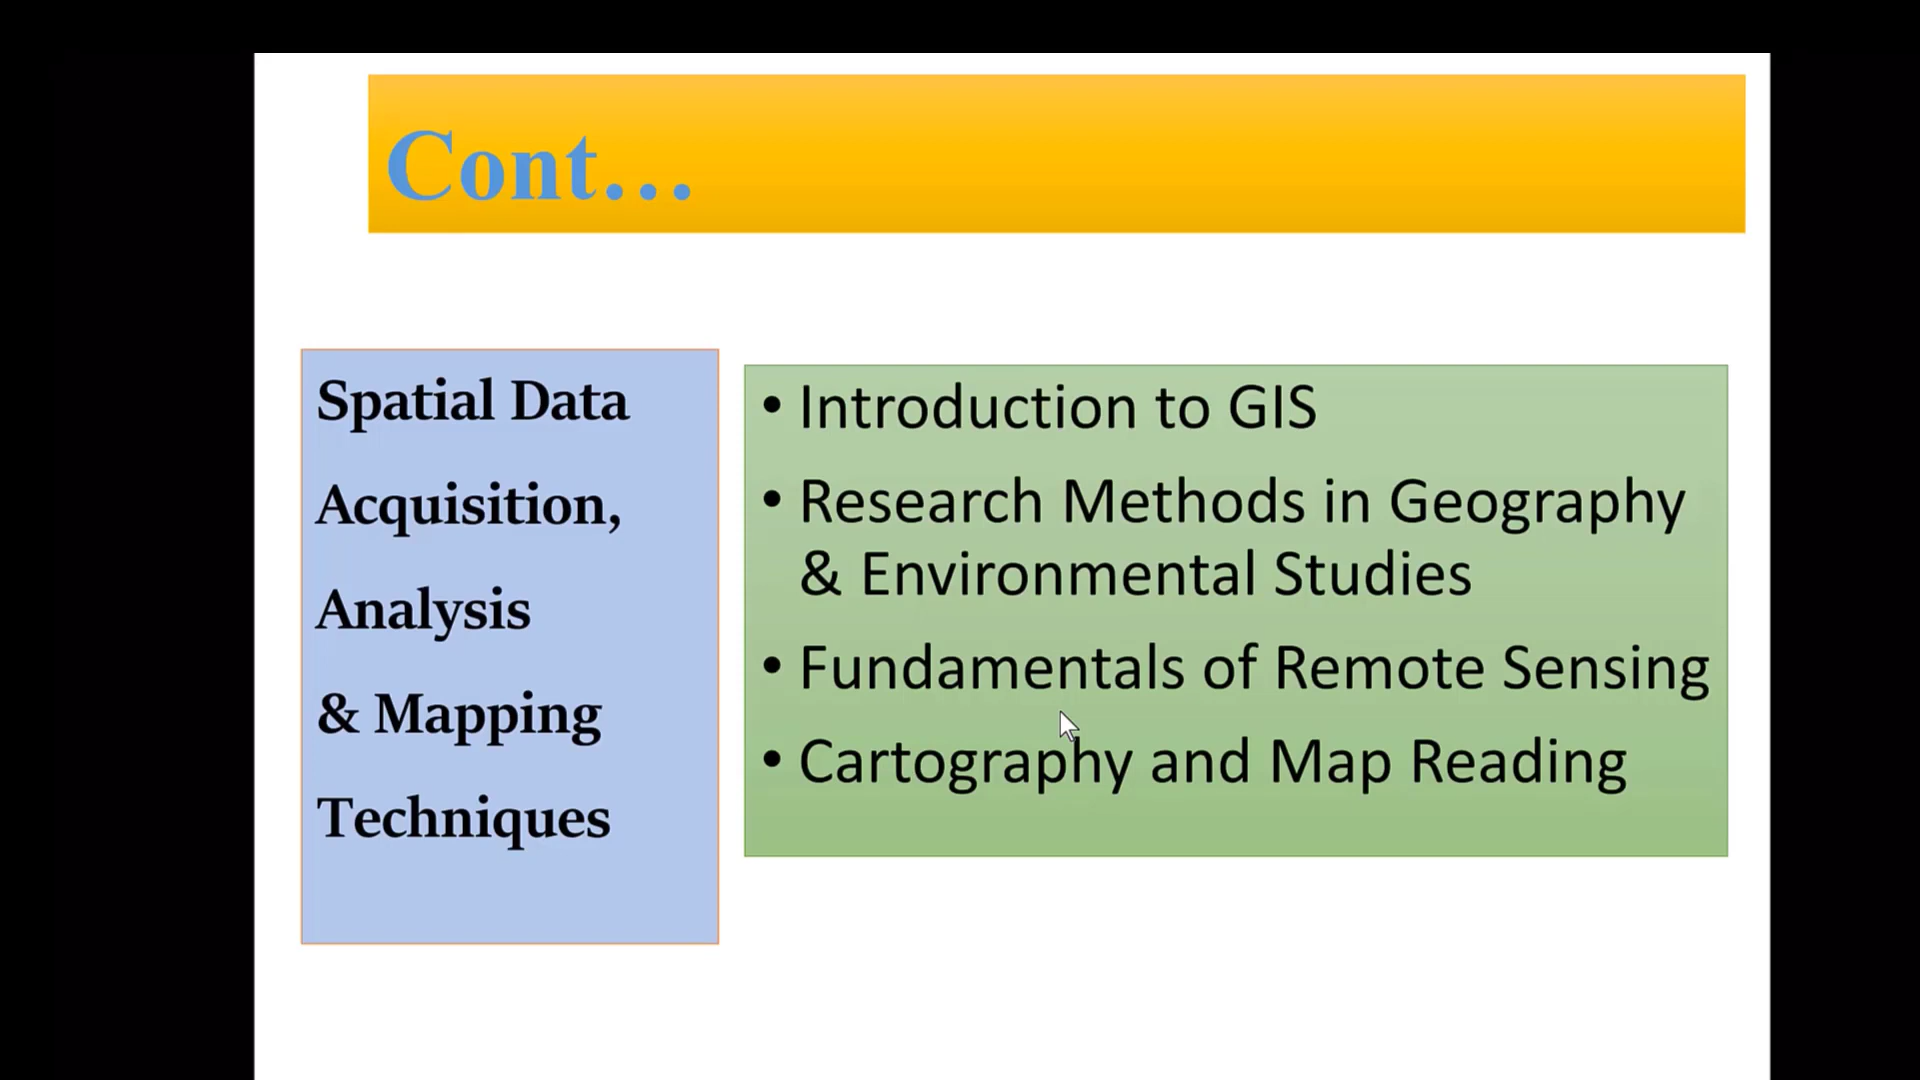 Cont...
Spatial Data
Acquisition,
Analysis
& Mapping
Techniques
• Introduction to GIS
• Research Methods in Geography
& Environmental Studies
• Fundamentals of Remote Sensing
• Cartography and Map Reading